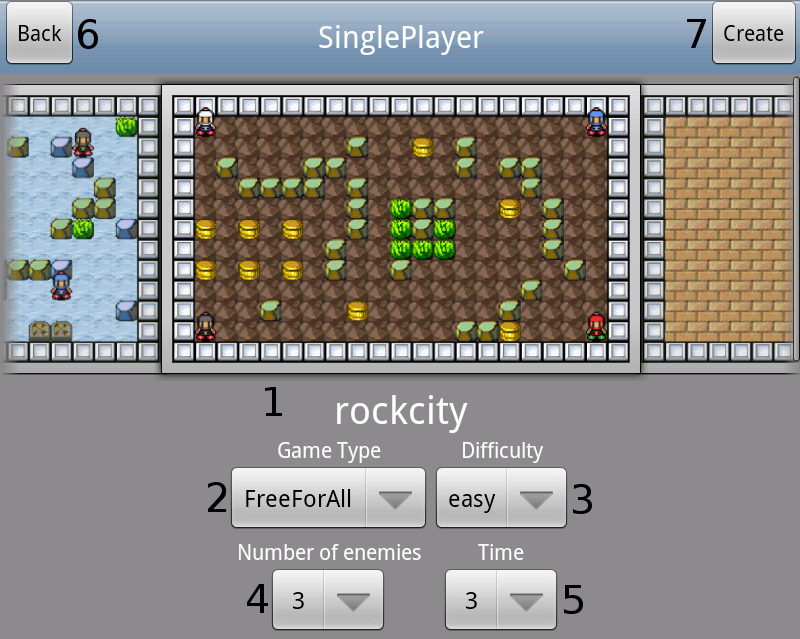 Back 6 SinglePlayer 7 Create
1 rockcity
Game Type Difficulty
2 FreeForAll easy 3
Number of enemies Time
4 3 3 5